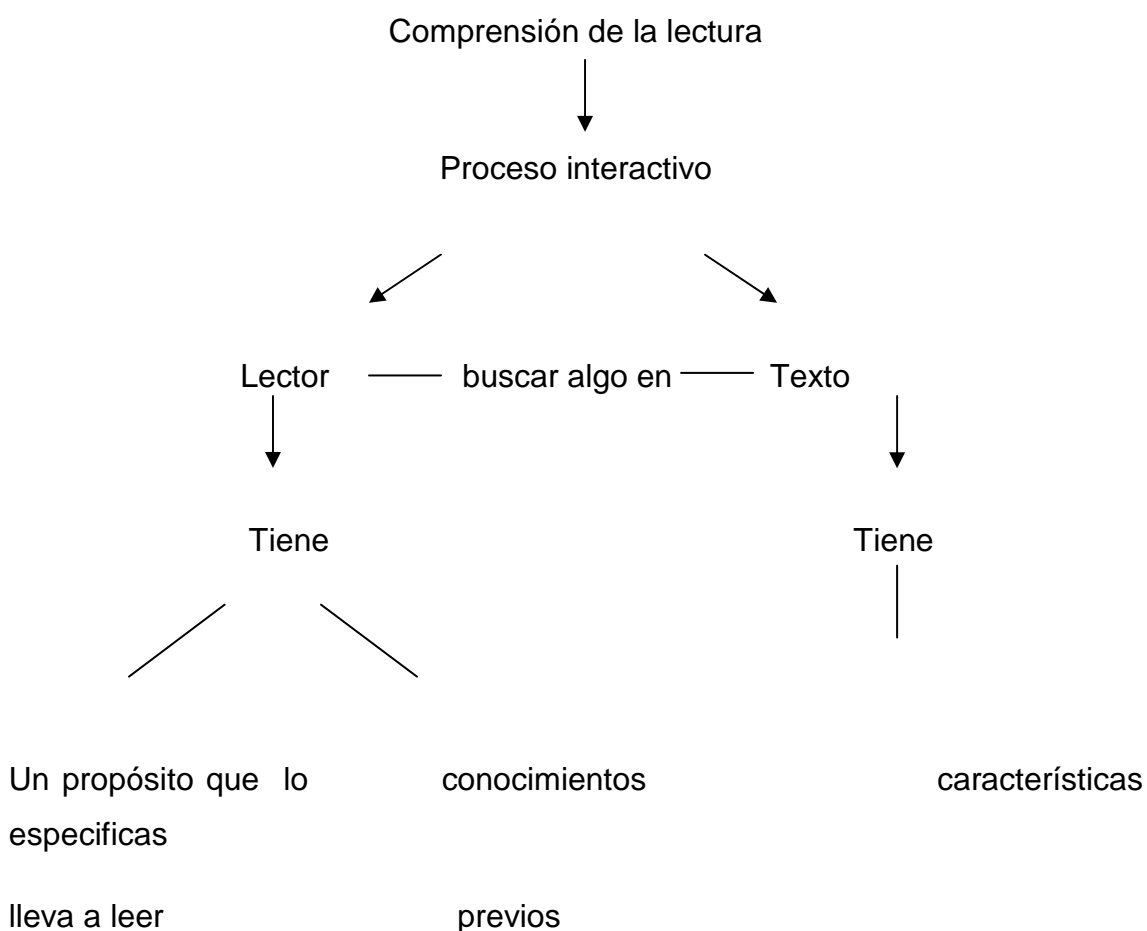 Comprensión de la lectura
Proceso interactivo
Lector buscar algo en Texto
Tiene Tiene
Un propósito que lo conocimientos características
especificas
lleva a leer previos